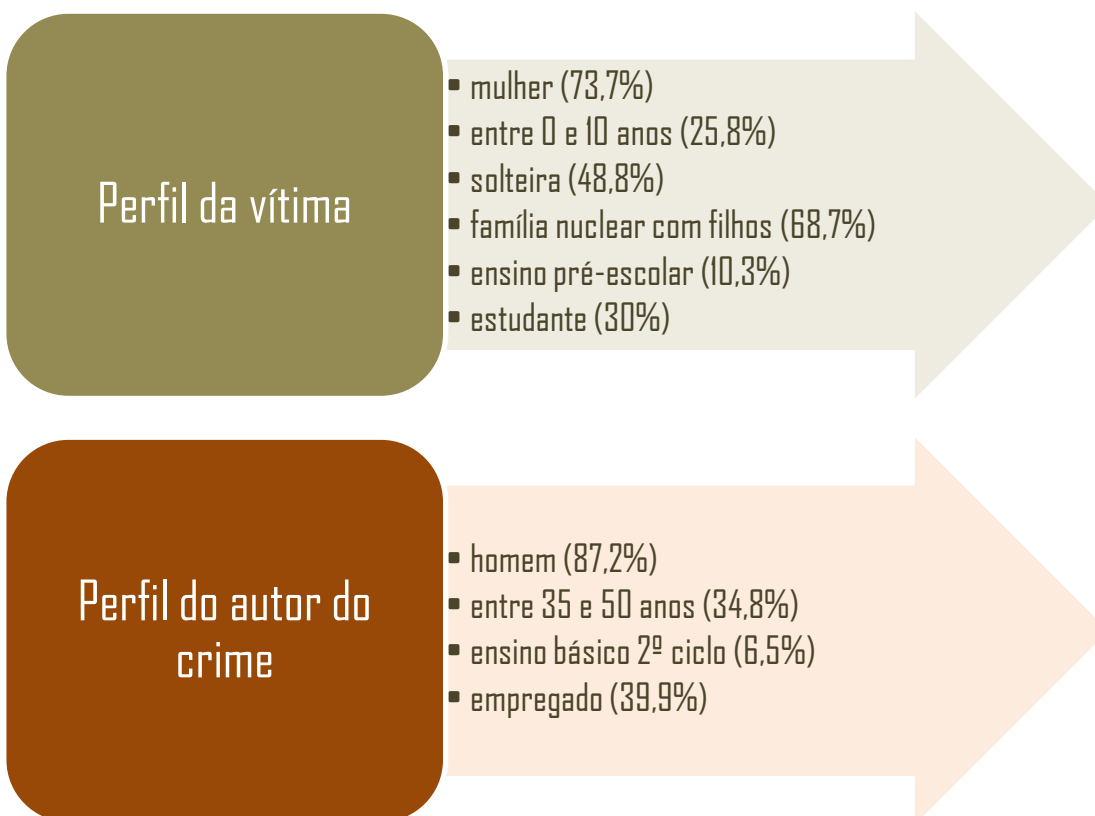 Perfil da vítima
▪ mulher (73,7%)
▪ entre 0 e 10 anos (25,8%)
▪ solteira (48,8%)
▪ família nuclear com filhos (68,7%)
▪ ensino pré-escolar (10,3%)
▪ estudante (30%)
Perfil do autor do
crime
▪ homem (87,2%)
▪ entre 35 e 50 anos (34,8%)
▪ ensino básico 2º ciclo (6,5%)
▪ empregado (39,9%)